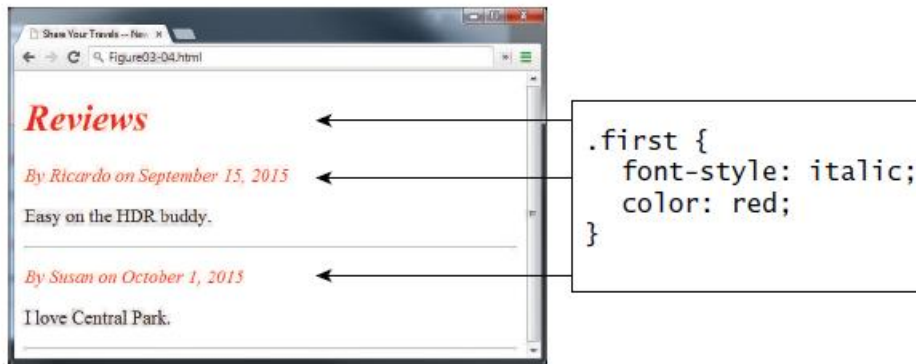 Share Your Travels -- New
Figure03-04.html
Reviews
By Ricardo on September 15, 2015
Easy on the HDR buddy.
By Susan on October 1, 2015
I love Central Park.
.first {
font-style: italic;
color: red;
}